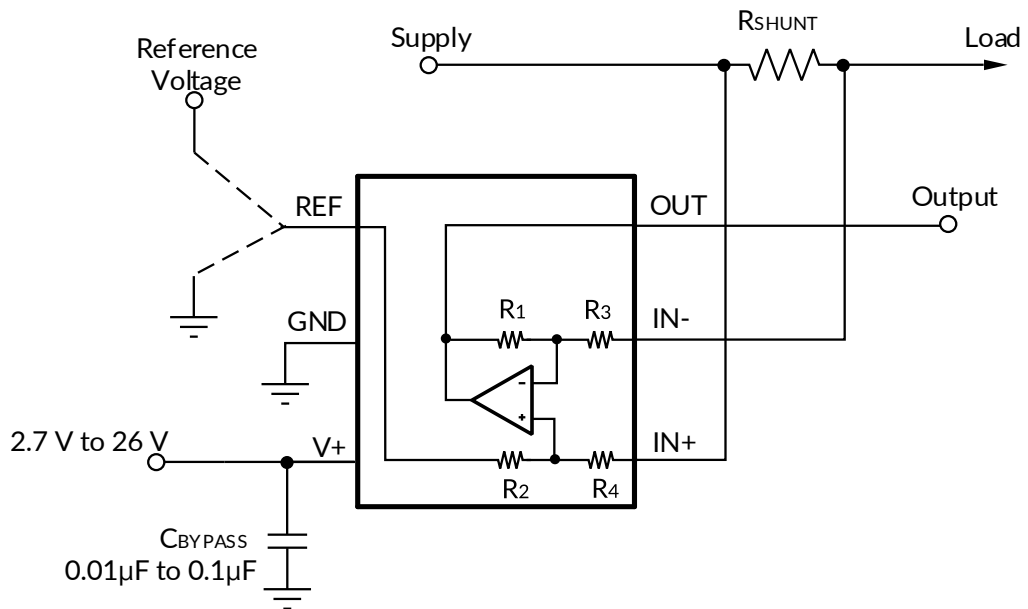 RSHUNT
Supply
Load
Reference
Voltage
REF
OUT
Output
R1
R3
GND
IN-
-
+
2.7 V to 26 V
V+
IN+
R2
R4
CBYPASS
0.01µF to 0.1µF